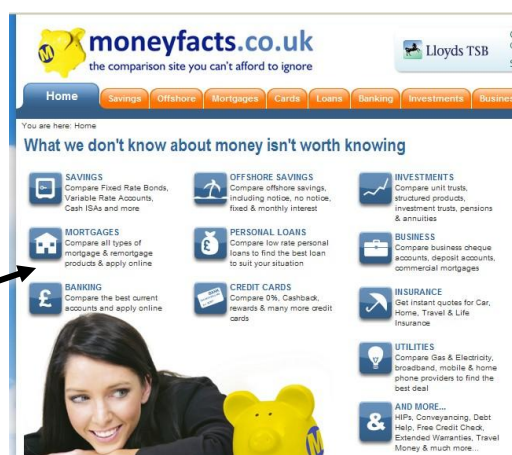 moneyfacts.co.uk
the comparison site you can't afford to ignore
Lloyds TSB
Home Savings Offshore Mortgages Cards Loans Banking Investments Busines
You are here: Home
What we don't know about money isn't worth knowing
SAVINGS
Compare Fixed Rate Bonds,
Variable Rate Accounts,
Cash ISAs and more
MORTGAGES
Compare all types of
mortgage & remortgage
products & apply online
BANKING
Compare the best current
accounts and apply online
OFFSHORE SAVINGS
Compare offshore savings,
including notice, no notice,
fixed & monthly interest
PERSONAL LOANS
Compare low rate personal
loans to find the best loan
to suit your situation
CREDIT CARDS
Compare 0%, Cashback,
rewards & many more credit
cards
INVESTMENTS
Compare unit trusts,
structured products,
investment trusts, pensions
& annuities
BUSINESS
Compare business cheque
accounts, deposit accounts,
commercial mortgages
INSURANCE
Get instant quotes for Car,
Home, Travel & Life
Insurance
UTILITIES
Compare Gas & Electricity,
broadband, mobile & home
phone providers to find the
best deal
AND MORE...
HIPs, Conveyancing, Debt
Help, Free Credit Check,
Extended Warranties, Travel
Money & much more...